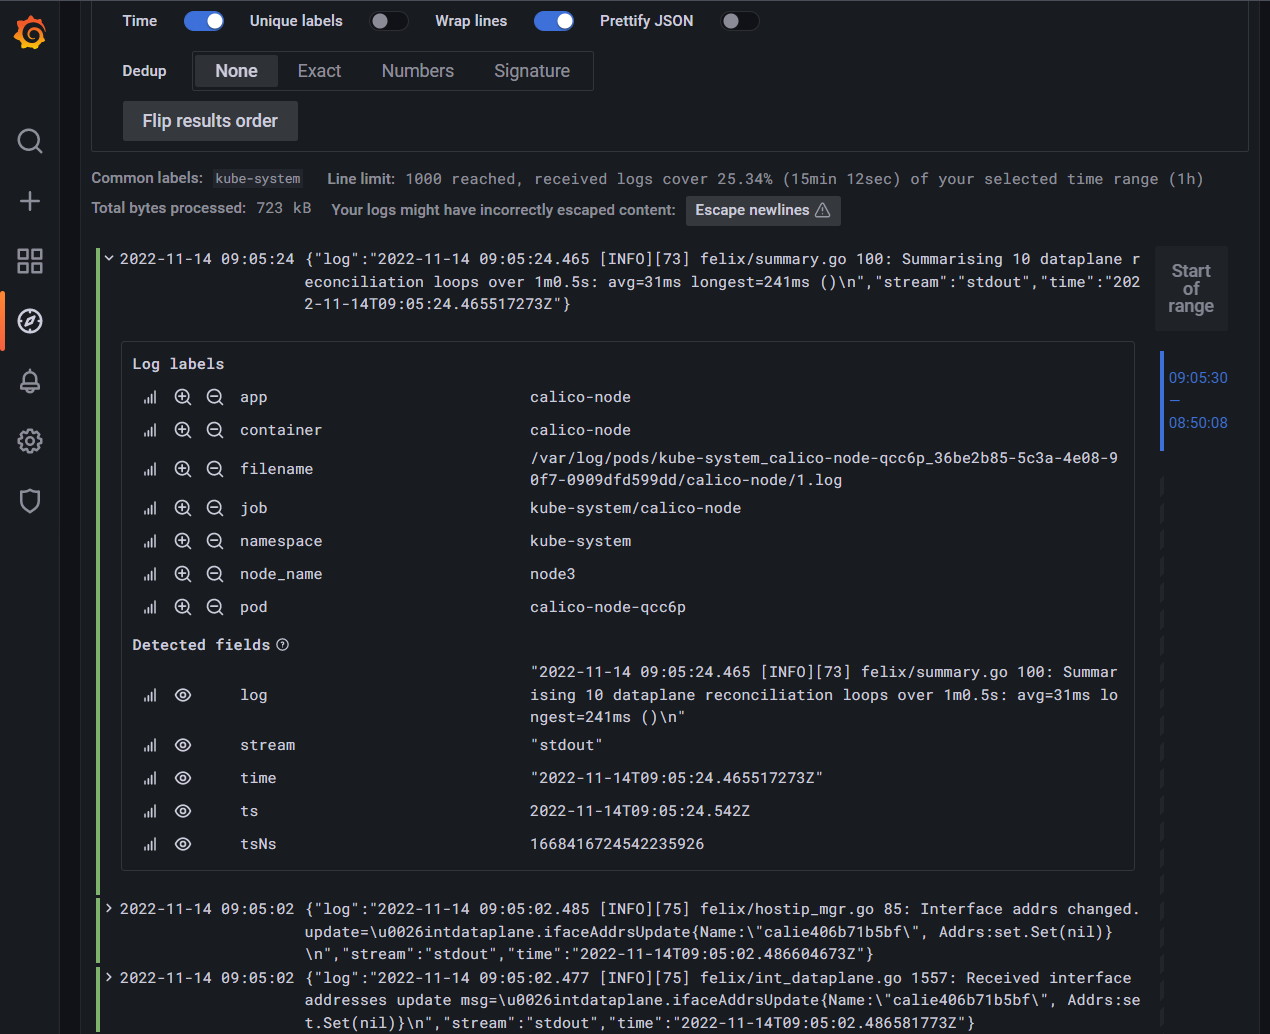 Time Unique labels Wrap lines Prettify JSON
Dedup None Exact Numbers Signature
Flip results order
Common labels: kube-system Line limit: 1000 reached, received logs cover 25.34% (15min 12sec) of your selected time range (1h)
Total bytes processed: 723 kB Your logs might have incorrectly escaped content: Escape newlines
2022-11-14 09:05:24 {"log":"2022-11-14 09:05:24.465 [INFO][73] felix/summary.go 100: Summarising 10 dataplane r
econciliation loops over 1m0.5s: avg=31ms longest=241ms ()\n","stream":"stdout","time":"202
2-11-14T09:05:24.465517273Z"}
Start
of
range
09:05:30
—
08:50:08
Log labels
app calico-node
container calico-node
filename /var/log/pods/kube-system_calico-node-qcc6p_36be2b85-5c3a-4e08-9
0f7-0909dfd599dd/calico-node/1.log
job kube-system/calico-node
namespace kube-system
node_name node3
pod calico-node-qcc6p
Detected fields
"2022-11-14 09:05:24.465 [INFO][73] felix/summary.go 100: Summar
log ising 10 dataplane reconciliation loops over 1m0.5s: avg=31ms lo
ngest=241ms ()\n"
stream "stdout"
time "2022-11-14T09:05:24.465517273Z"
ts 2022-11-14T09:05:24.542Z
tsNs 1668416724542235926
2022-11-14 09:05:02 {"log":"2022-11-14 09:05:02.485 [INFO][75] felix/hostip_mgr.go 85: Interface addrs changed.
update=\u0026intdataplane.ifaceAddrsUpdate{Name:\"calie406b71b5bf\", Addrs:set.Set(nil)}
\n","stream":"stdout","time":"2022-11-14T09:05:02.486604673Z"}
2022-11-14 09:05:02 {"log":"2022-11-14 09:05:02.477 [INFO][75] felix/int_dataplane.go 1557: Received interface
addresses update msg=\u0026intdataplane.ifaceAddrsUpdate{Name:\"calie406b71b5bf\", Addrs:se
t.Set(nil)}\n","stream":"stdout","time":"2022-11-14T09:05:02.486581773Z"}